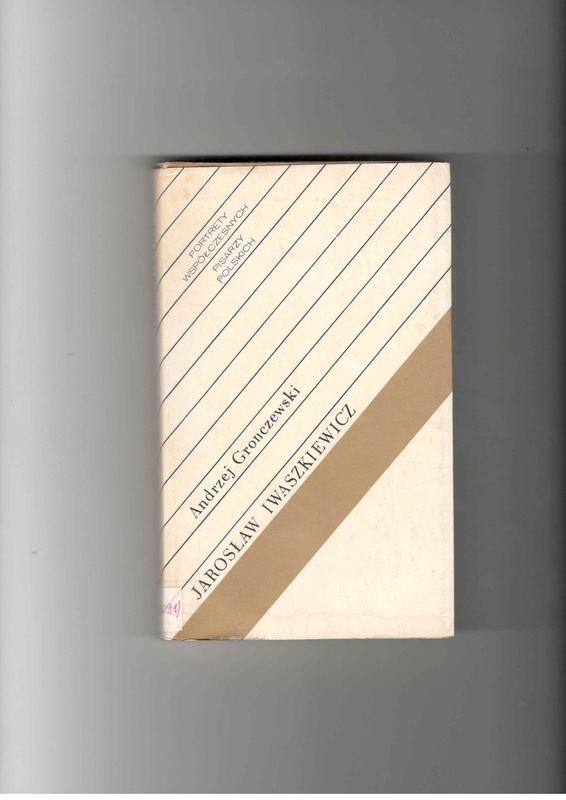 PORTRETY
WSPÓŁCZESNYCH
PISARZY
POLSKICH
Andrzej Gronczewski
JAROSŁAW IWASZKIEWICZ